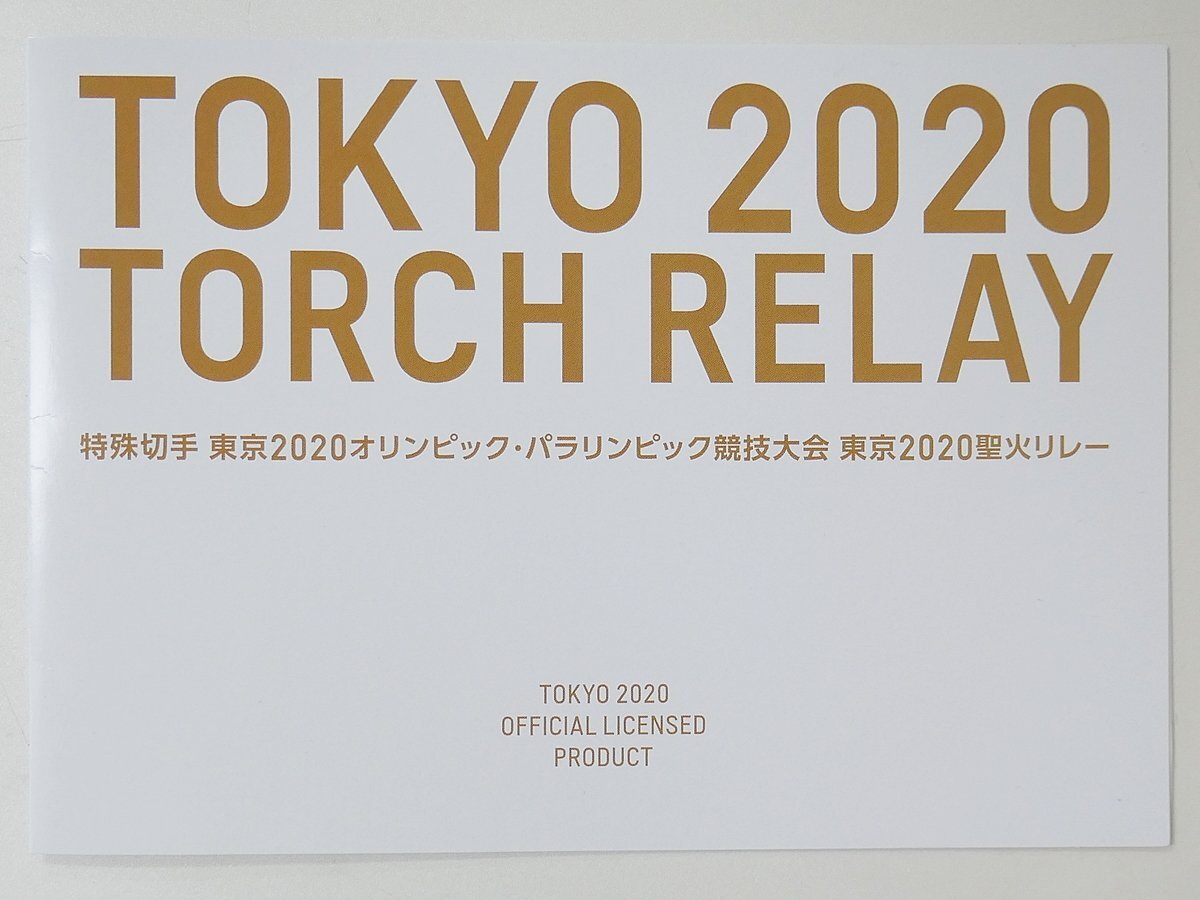 TOKYO 2020
TORCH RELAY
特殊切手 東京2020オリンピック・パラリンピック競技大会 東京2020聖火リレー
TOKYO 2020
OFFICIAL LICENSED
PRODUCT